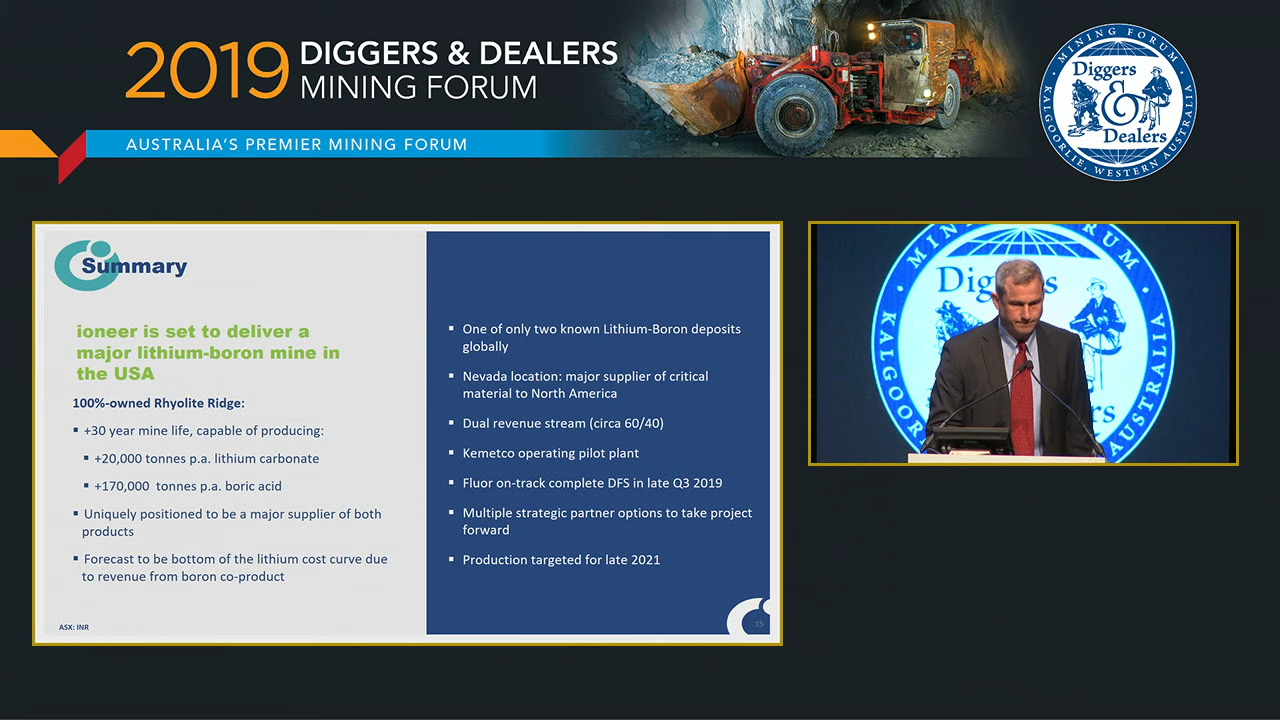 2019 DIGGERS & DEALERS
MINING FORUM
AUSTRALIA'S PREMIER MINING FORUM
MINING FORUM
Diggers
&
Dealers
KALGOORLIE, WESTERN AUSTRALIA
Summary
ioneer is set to deliver a
major lithium-boron mine in
the USA
100%-owned Rhyolite Ridge:
▪ +30 year mine life, capable of producing:
▪ +20,000 tonnes p.a. lithium carbonate
▪ +170,000 tonnes p.a. boric acid
▪ Uniquely positioned to be a major supplier of both
products
▪ Forecast to be bottom of the lithium cost curve due
to revenue from boron co-product
ASX: INR
▪ One of only two known Lithium-Boron deposits
globally
▪ Nevada location: major supplier of critical
material to North America
▪ Dual revenue stream (circa 60/40)
▪ Kemetco operating pilot plant
▪ Fluor on-track complete DFS in late Q3 2019
▪ Multiple strategic partner options to take project
forward
▪ Production targeted for late 2021
15
MIN FORUM
Dig s
rs
KALGOOR AUSTRALIA